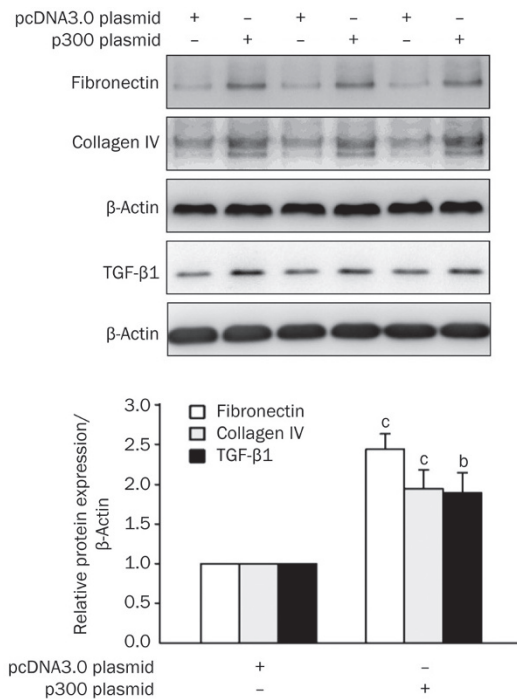 pcDNA3.0 plasmid + – + – + –
p300 plasmid – + – + – +
Fibronectin
Collagen IV
β-Actin
TGF-β1
β-Actin
Relative protein expression/
β-Actin
3.0
2.5
2.0
1.5
1.0
0.5
0.0
Fibronectin
Collagen IV
TGF-β1
c
c
b
pcDNA3.0 plasmid + –
p300 plasmid – +